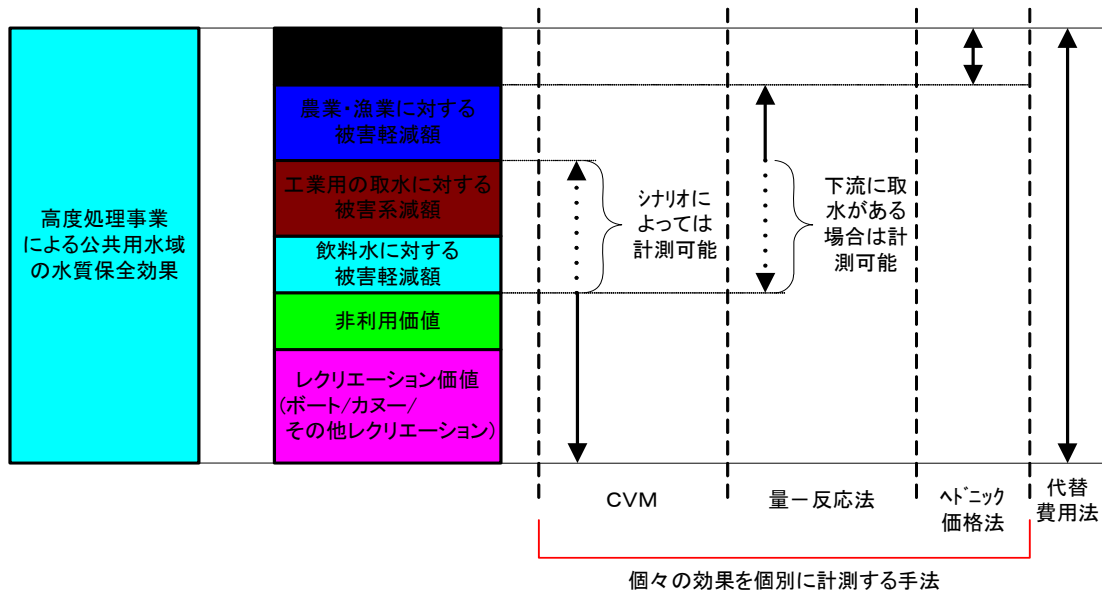 高度処理事業
による公共用水域
の水質保全効果
農業・漁業に対する
被害軽減額
工業用の取水に対する
被害系減額
飲料水に対する
被害軽減額
非利用価値
レクリエーション価値
(ボート/カヌー/
その他レクリエーション)
シナリオに
よっては
計測可能
下流に取
水がある
場合は計
測可能
CVM
量－反応法
ヘドニック
価格法
代替
費用法
個々の効果を個別に計測する手法